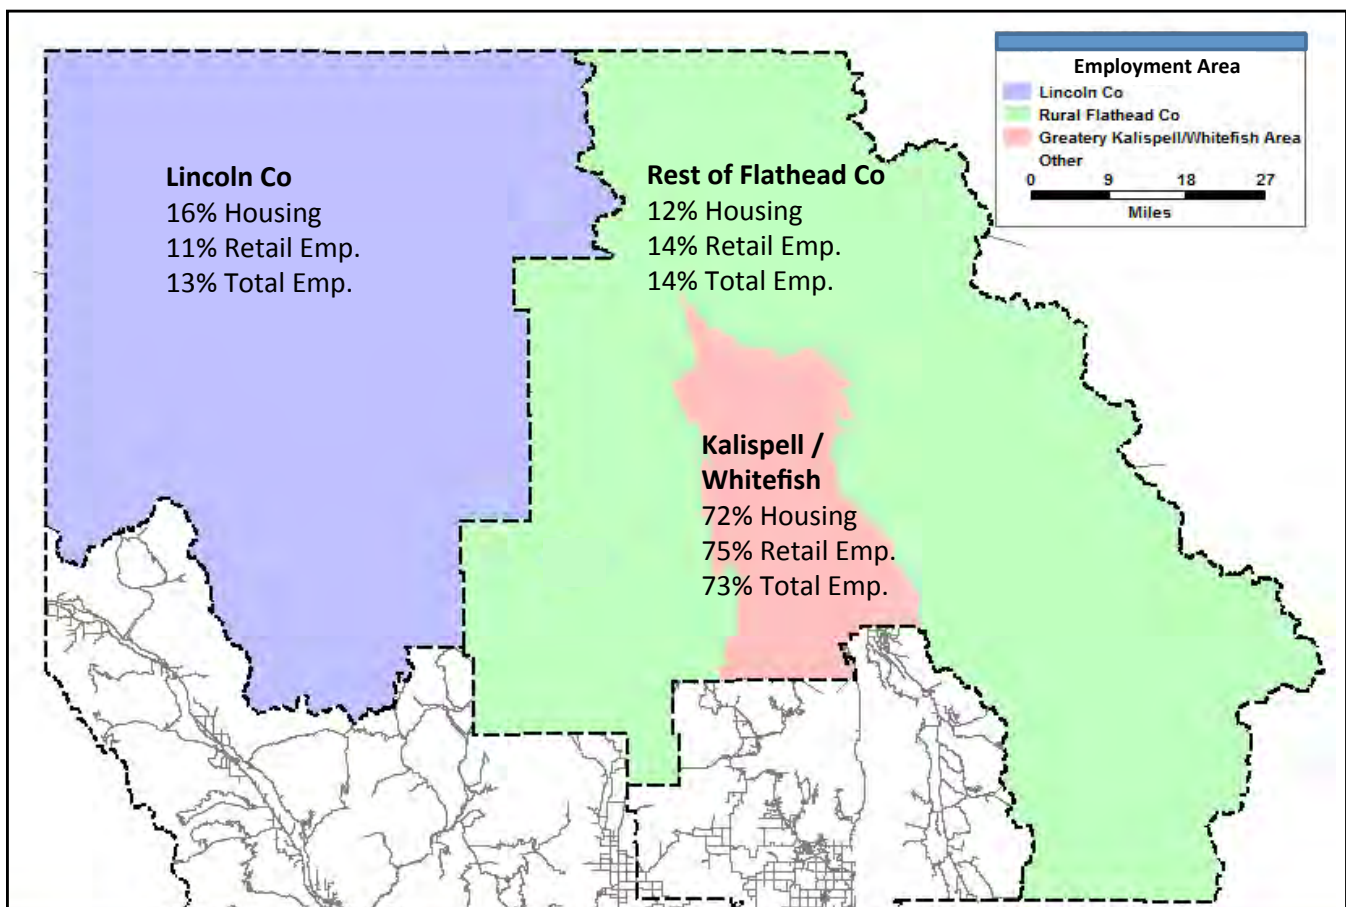 Employment Area
Lincoln Co
Rural Flathead Co
Greatery Kalispell/Whitefish Area
Other
0 9 18 27
Miles
Lincoln Co
16% Housing
11% Retail Emp.
13% Total Emp.
Rest of Flathead Co
12% Housing
14% Retail Emp.
14% Total Emp.
Kalispell /
Whitefish
72% Housing
75% Retail Emp.
73% Total Emp.